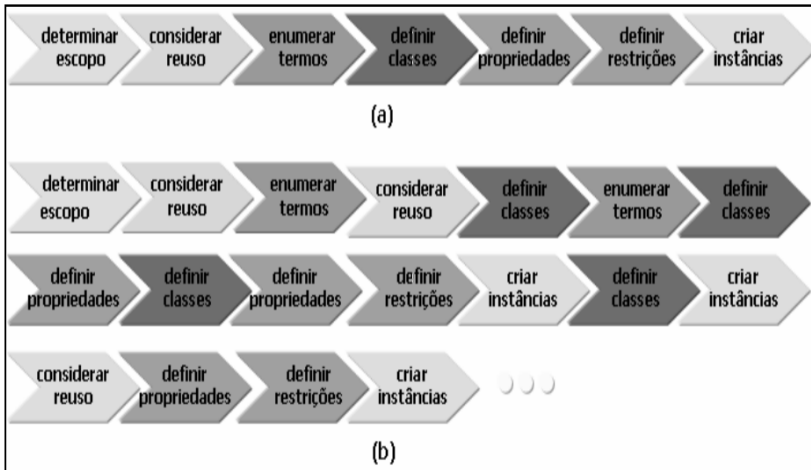 determinar
escopo
considerar
reuso
enumerar
termos
definir
classes
definir
propriedades
definir
restrições
criar
instâncias
(a)
determinar
escopo
considerar
reuso
enumerar
termos
considerar
reuso
definir
classes
enumerar
termos
definir
classes
definir
propriedades
definir
classes
definir
propriedades
definir
restrições
criar
instâncias
definir
classes
criar
instâncias
considerar
reuso
definir
propriedades
definir
restrições
criar
instâncias
(b)